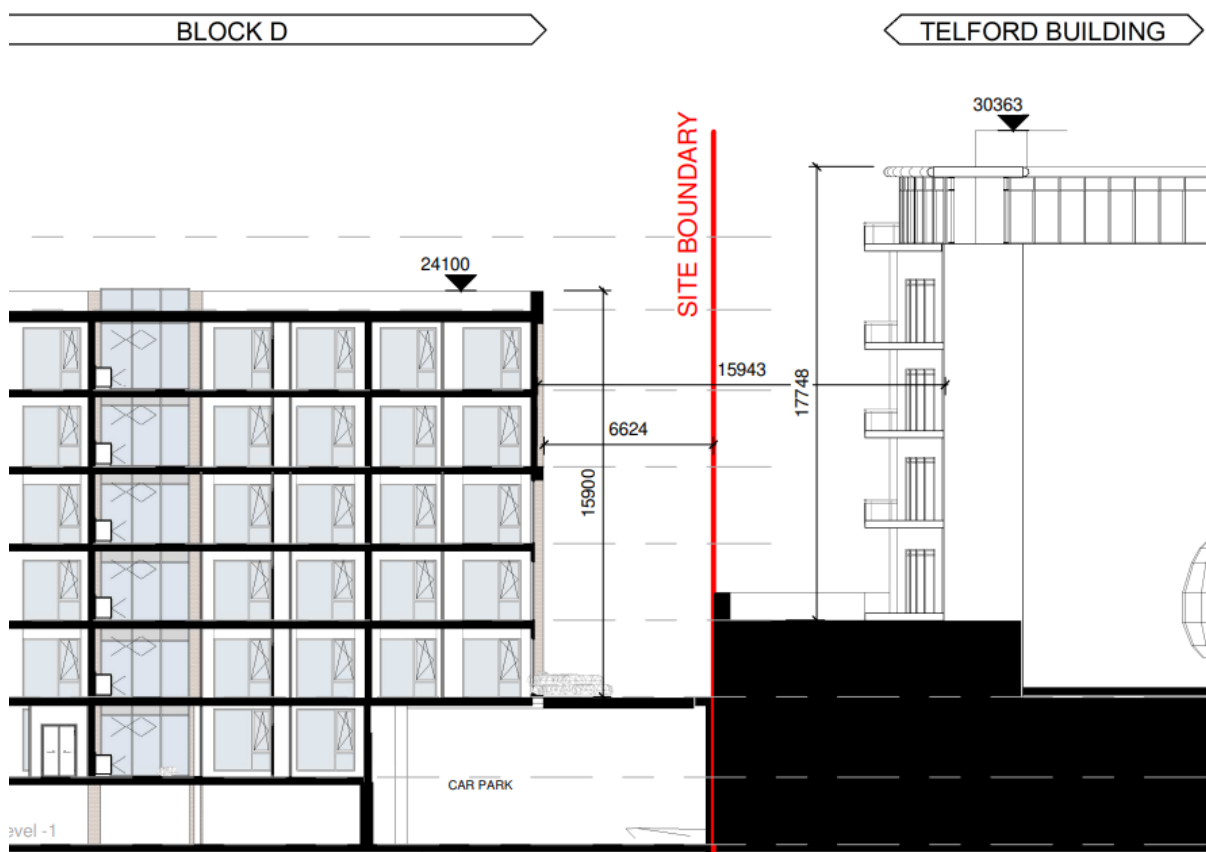 BLOCK D
TELFORD BUILDING
30363
SITE BOUNDARY
24100
15943
17748
6624
15900
CAR PARK
evel -1